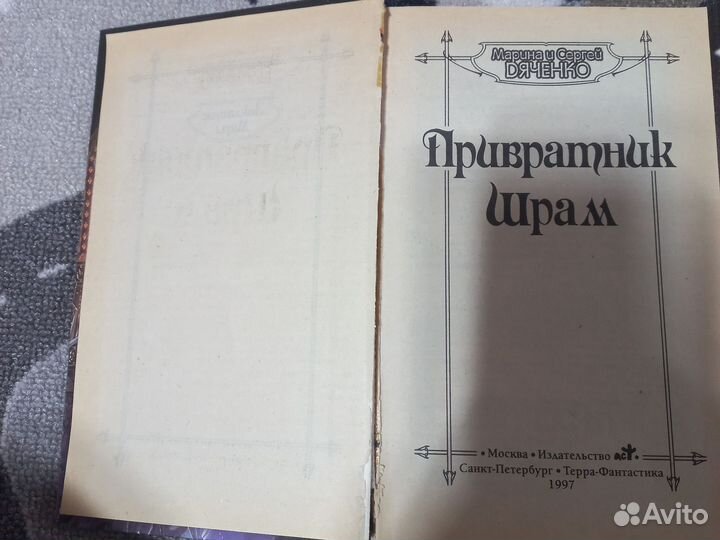 Марина и Сергей
ДЯЧЕНКО
Привратник
Шрам
• Москва • Издательство АСТ •
Санкт-Петербург • Терра-Фантастика
1997
Avito